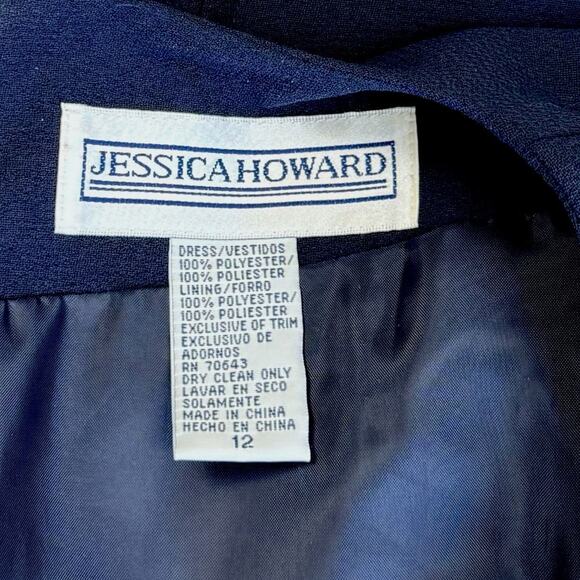 JESSICA HOWARD
DRESS/VESTIDOS
100% POLYESTER/
100% POLIESTER
LINING/FORRO
100% POLYESTER/
100% POLIESTER
EXCLUSIVE OF TRIM
EXCLUSIVO DE
ADORNOS
RN 70643
DRY CLEAN ONLY
LAVAR EN SECO
SOLAMENTE
MADE IN CHINA
HECHO EN CHINA
12